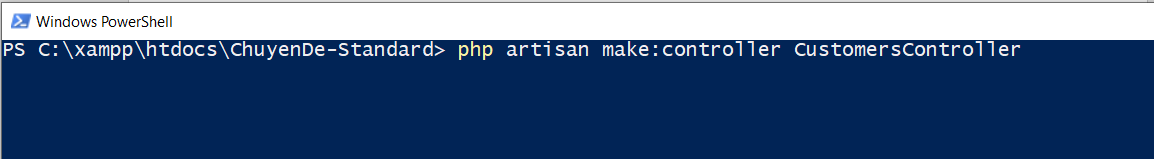 Windows PowerShell
PS C:\xampp\htdocs\ChuyenDe-Standard> php artisan make:controller CustomersController